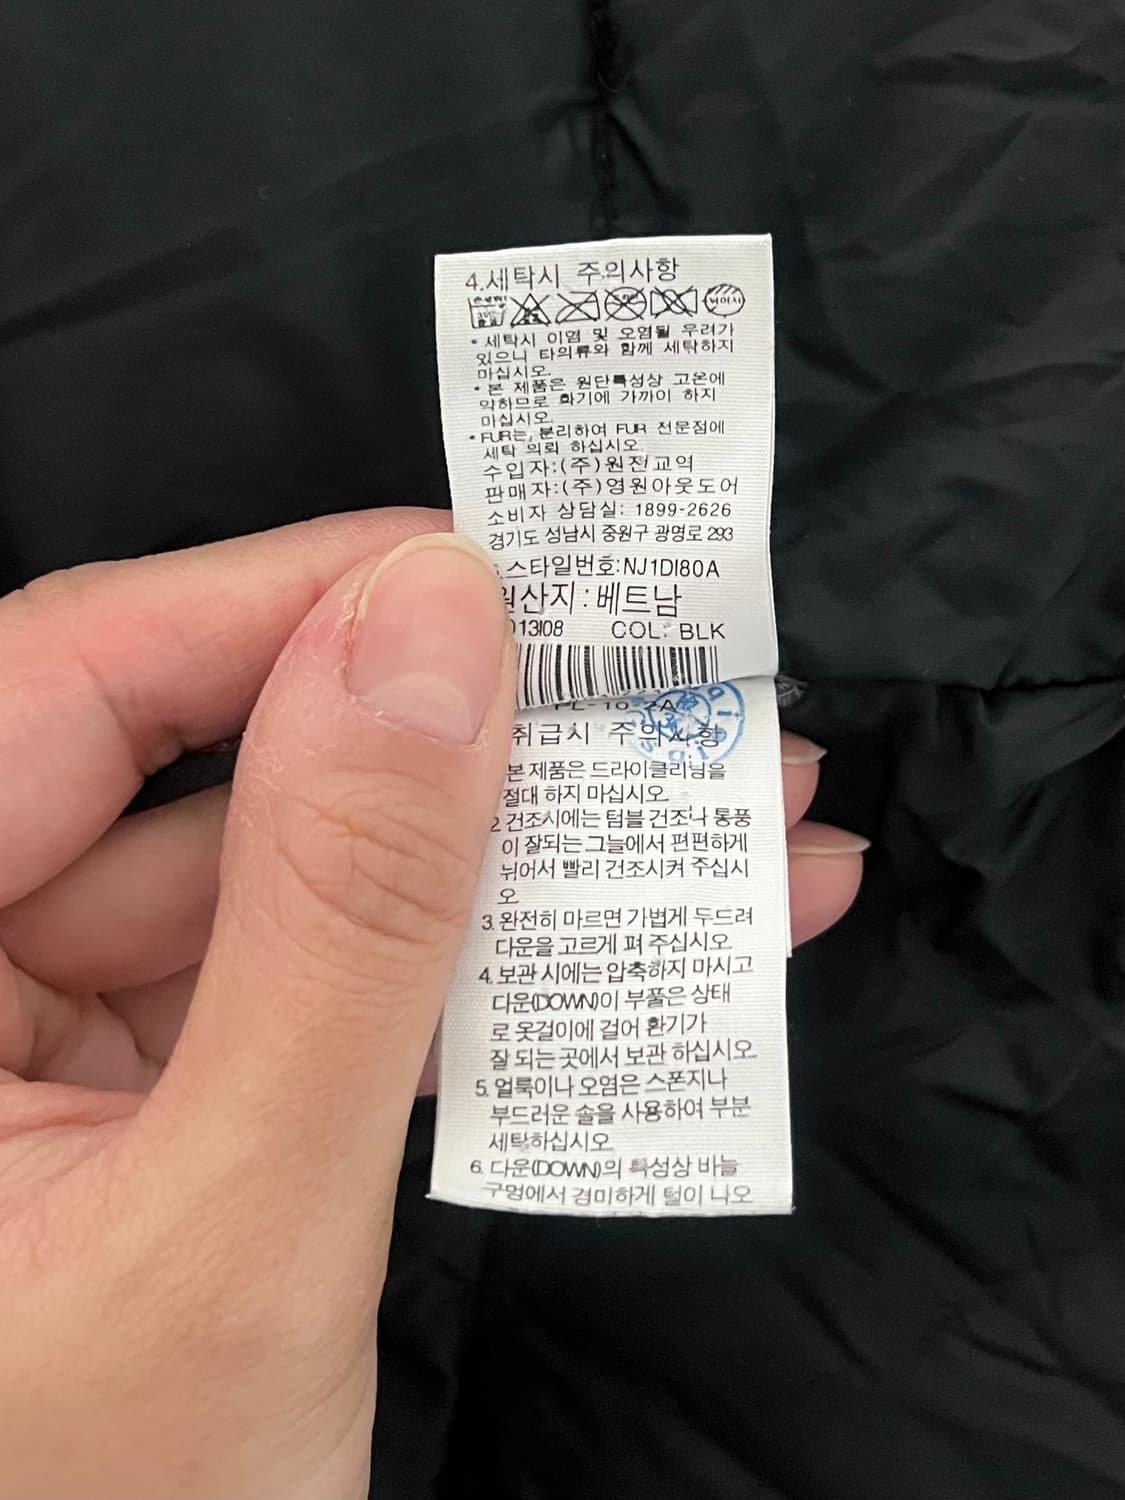 4.세탁시 주의사항
뉘어서
* 세탁시 이염 및 오염될 우려가
있으니 타의류와 함께 세탁하지
마십시오.
* 본 제품은 원단특성상 고온에
약하므로 화기에 가까이 하지
마십시오.
* FUR는, 분리하여 FUR 전문점에
세탁 의뢰 하십시오.
수입자:(주)원전교역
판매자:(주)영원아웃도어
소비자 상담실: 1899-2626
경기도 성남시 중원구 광명로 293
스타일번호:NJ1DI80A
원산지:베트남
COL: BLK
취급시 주의사항
본 제품은 드라이클리닝을
절대 하지 마십시오.
2 건조시에는 텀블 건조나 통풍
이 잘되는 그늘에서 편편하게
뉘어서 빨리 건조시켜 주십시
오.
3. 완전히 마르면 가볍게 두드려
다운을 고르게 펴 주십시오.
4. 보관 시에는 압축하지 마시고
다운(DOWN)이 부풀은 상태
로 옷걸이에 걸어 환기가
잘 되는 곳에서 보관 하십시오.
5. 얼룩이나 오염은 스폰지나
부드러운 솔을 사용하여 부분
세탁하십시오.
6. 다운(DOWN)의 특성상 바늘
구멍에서 경미하게 털이 나오